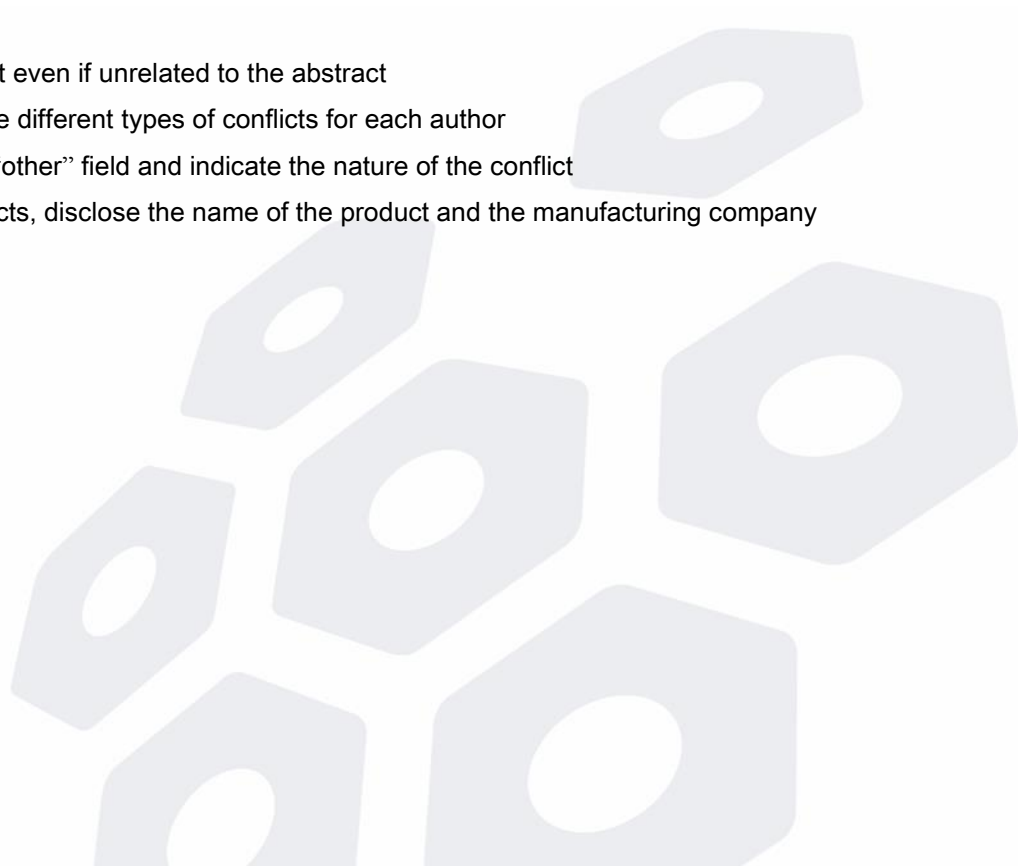 t even if unrelated to the abstract
e different types of conflicts for each author
other” field and indicate the nature of the conflict
cts, disclose the name of the product and the manufacturing company